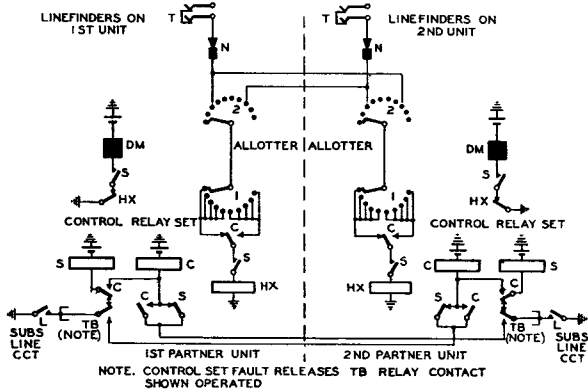 LINEFINDERS ON
1ST UNIT
T
N
LINEFINDERS ON
2ND UNIT
T
N
2
2
ALLOTTER
ALLOTTER
DM
S
HX
CONTROL RELAY SET
DM
S
HX
CONTROL RELAY SET
1
1
C
C
S
S
HX
HX
S
C
C
S
C
C
S
S
C
C
L
SUBS
LINE
CCT
TB
(NOTE)
TB
(NOTE)
L
SUBS
LINE
CCT
1ST PARTNER UNIT
2ND PARTNER UNIT
NOTE. CONTROL SET FAULT RELEASES TB RELAY CONTACT
SHOWN OPERATED